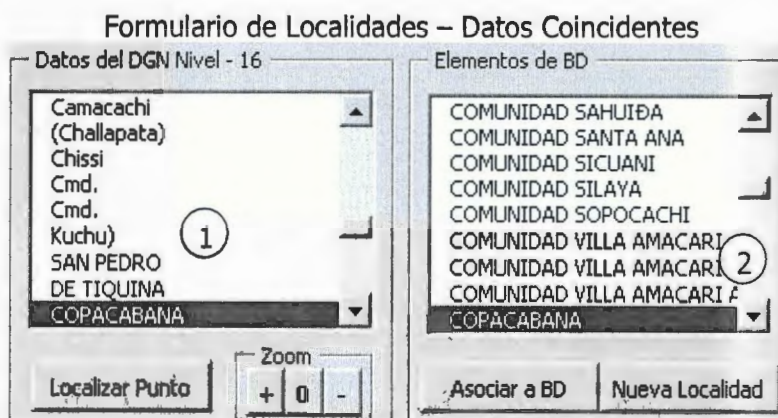 Formulario de Localidades – Datos Coincidentes
Datos del DGN Nivel - 16
Camacachi
(Challapata)
Chissi
Cmd.
Cmd.
Kuchu)
SAN PEDRO
DE TIQUINA
COPACABANA
1
Localizar Punto
Zoom
+ 0 -
Elementos de BD
COMUNIDAD SAHUIÐA
COMUNIDAD SANTA ANA
COMUNIDAD SICUANI
COMUNIDAD SILAYA
COMUNIDAD SOPOCACHI
COMUNIDAD VILLA AMACARI
COMUNIDAD VILLA AMACARI
COMUNIDAD VILLA AMACARI A
COPACABANA
2
Asociar a BD
Nueva Localidad